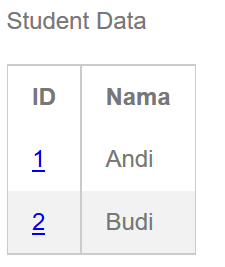 Student Data
ID Nama
1 Andi
2 Budi